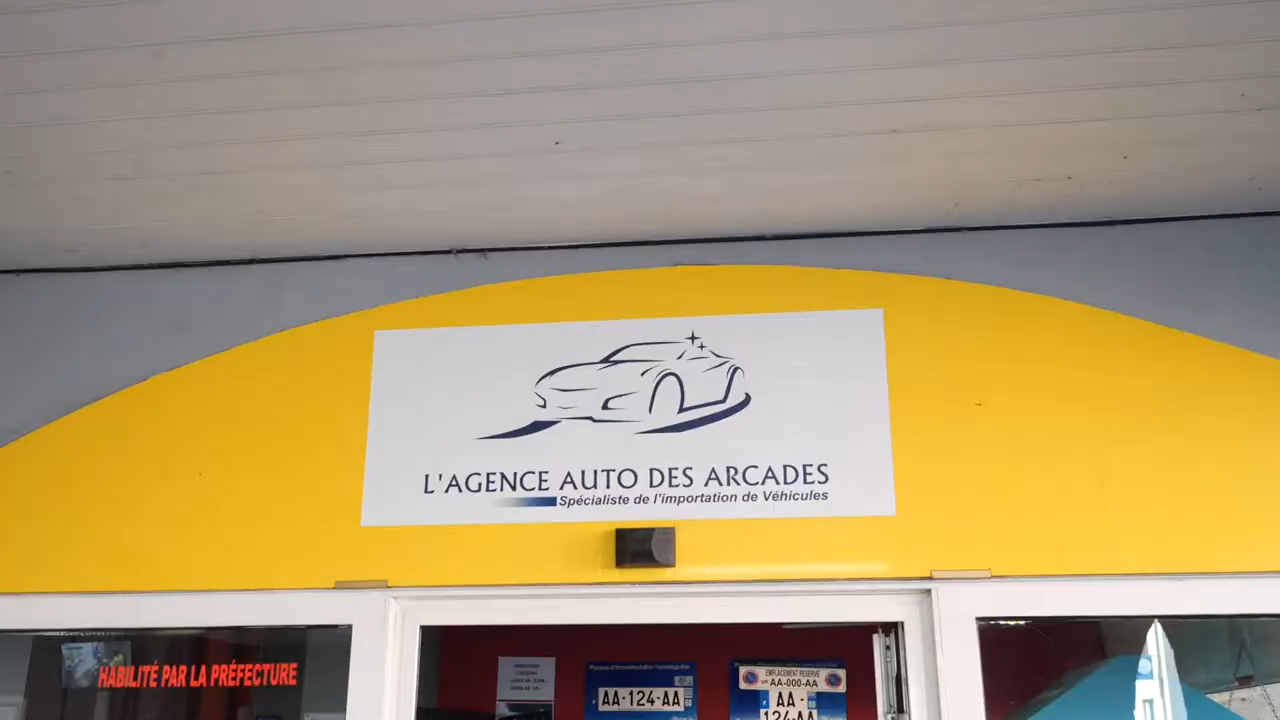 L'AGENCE AUTO DES ARCADES
Spécialiste de l'importation de Véhicules
HABILITÉ PAR LA PRÉFECTURE
AA-124-AA
EMPLACEMENT RESERVE
AA-000-AA
AA-
124-AA